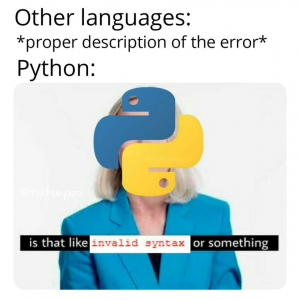 Other languages:
*proper description of the error*
Python:
is that like invalid syntax or something